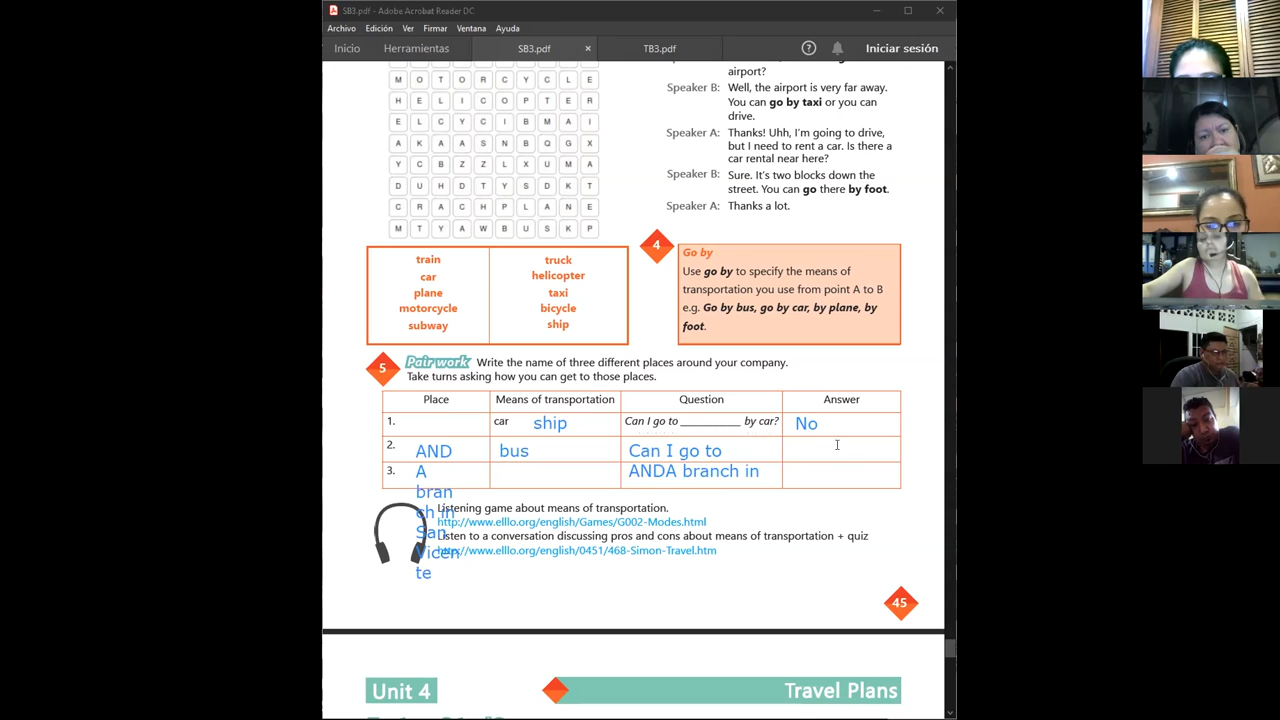 SB3.pdf - Adobe Acrobat Reader DC
Archivo Edición Ver Firmar Ventana Ayuda
Inicio Herramientas SB3.pdf × TB3.pdf ? Iniciar sesión
M O T O R C Y C L E
H E L I C O P T E R
E L C Y C I B M A I
A K A A S N B Q G X
Y C B Z Z L X U M A
D U H D T Y S D K T
C R A C H P L A N E
M T Y A W B U S K P
airport?
Speaker B: Well, the airport is very far away.
You can go by taxi or you can
drive.
Speaker A: Thanks! Uhh, I'm going to drive,
but I need to rent a car. Is there a
car rental near here?
Speaker B: Sure. It's two blocks down the
street. You can go there by foot.
Speaker A: Thanks a lot.
train truck
car helicopter
plane taxi
motorcycle bicycle
subway ship
4
Go by
Use go by to specify the means of
transportation you use from point A to B
e.g. Go by bus, go by car, by plane, by
foot.
5
Pair work Write the name of three different places around your company.
Take turns asking how you can get to those places.
Place Means of transportation Question Answer
1. car ship Can I go to __________ by car? No
2. AND bus Can I go to
3. A ANDA branch in
bran
ch in
San
Vicen
te
Listening game about means of transportation.
http://www.elllo.org/english/Games/G002-Modes.html
Listen to a conversation discussing pros and cons about means of transportation + quiz
http://www.elllo.org/english/0451/468-Simon-Travel.htm
45
Unit 4 Travel Plans